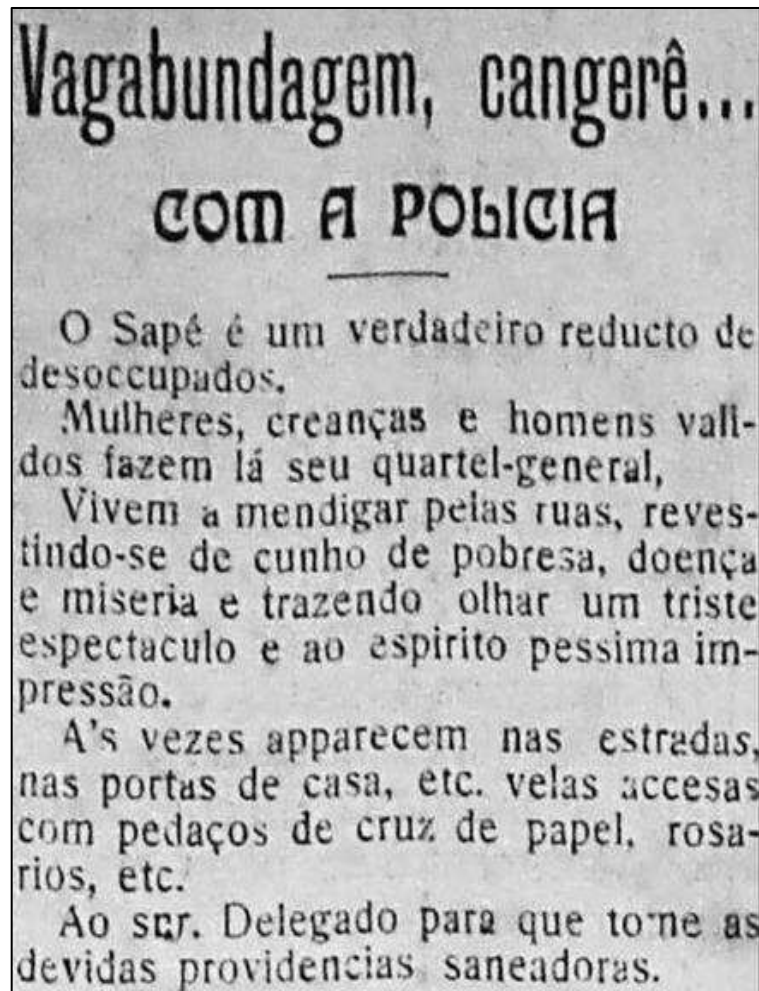 Vagabundagem, cangerê...
COM A POLICIA
O Sapé é um verdadeiro reducto de
desoccupados.
Mulheres, creanças e homens vali-
dos fazem lá seu quartel-general,
Vivem a mendigar pelas ruas, reves-
tindo-se de cunho de pobresa, doença
e miseria e trazendo olhar um triste
espectaculo e ao espirito pessima im-
pressão.
A's vezes apparecem nas estradas,
nas portas de casa, etc. velas accesas
com pedaços de cruz de papel, rosa-
rios, etc.
Ao snr. Delegado para que tome as
devidas providencias saneadoras.